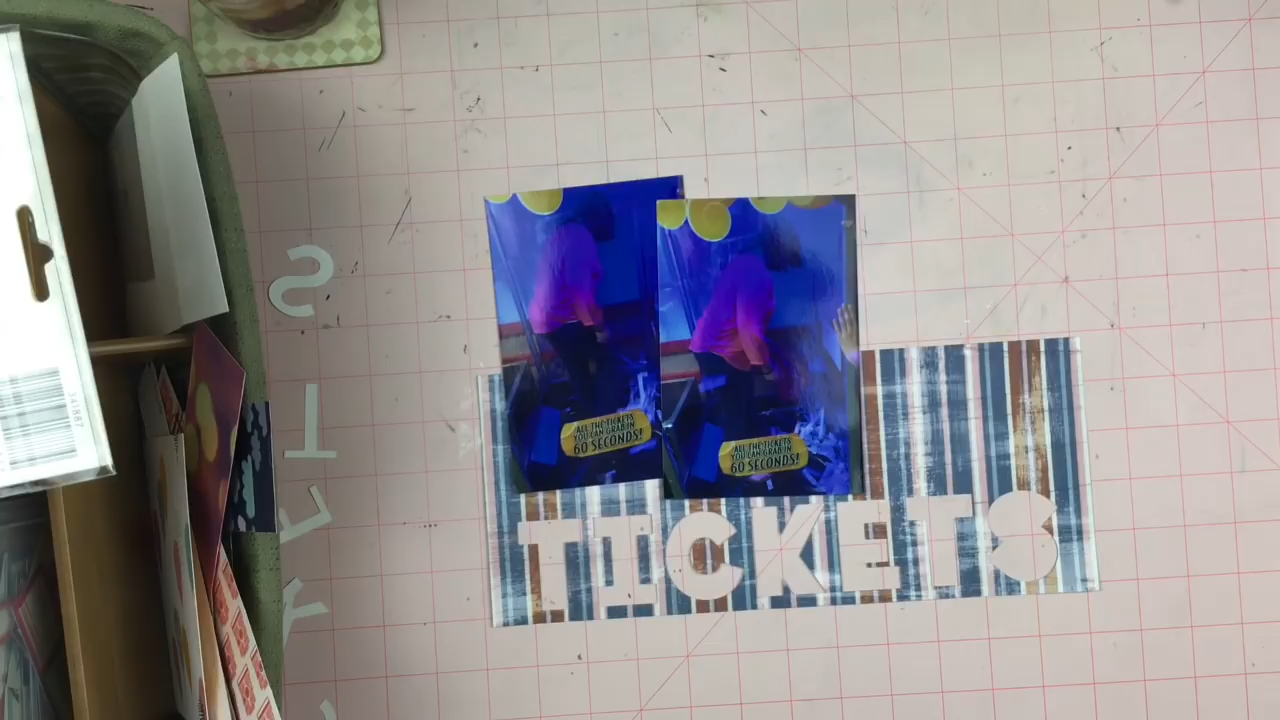 ALL THE TICKETS
YOU CAN GRAB IN
60 SECONDS!
ALL THE TICKETS
YOU CAN GRAB IN
60 SECONDS!
TICKETS
341887